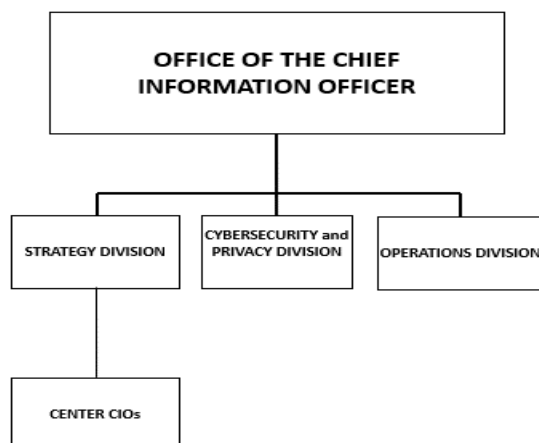 OFFICE OF THE CHIEF
INFORMATION OFFICER
STRATEGY DIVISION
CYBERSECURITY and
PRIVACY DIVISION
OPERATIONS DIVISION
CENTER CIOs